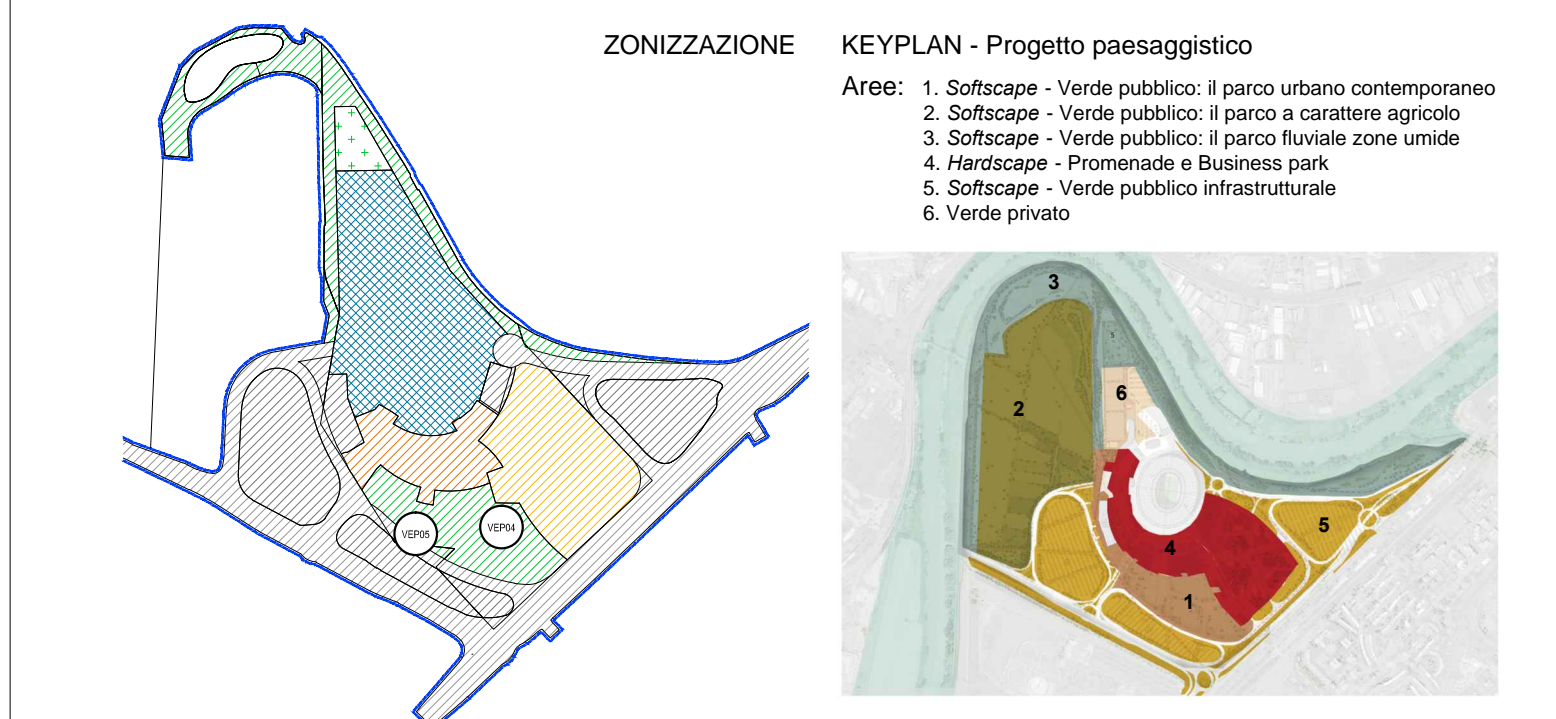 ZONIZZAZIONE
VEP05
VEP04
KEYPLAN - Progetto paesaggistico
Aree: 1. Softscape - Verde pubblico: il parco urbano contemporaneo
2. Softscape - Verde pubblico: il parco a carattere agricolo
3. Softscape - Verde pubblico: il parco fluviale zone umide
4. Hardscape - Promenade e Business park
5. Softscape - Verde pubblico infrastrutturale
6. Verde privato
3
5
6
2
5
4
1